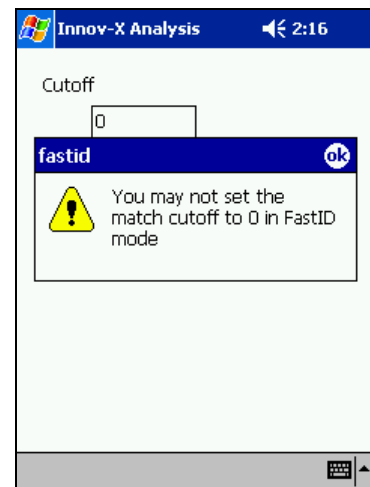 Innov-X Analysis 2:16
Cutoff
0
fastid ok
You may not set the
match cutoff to 0 in FastID
mode